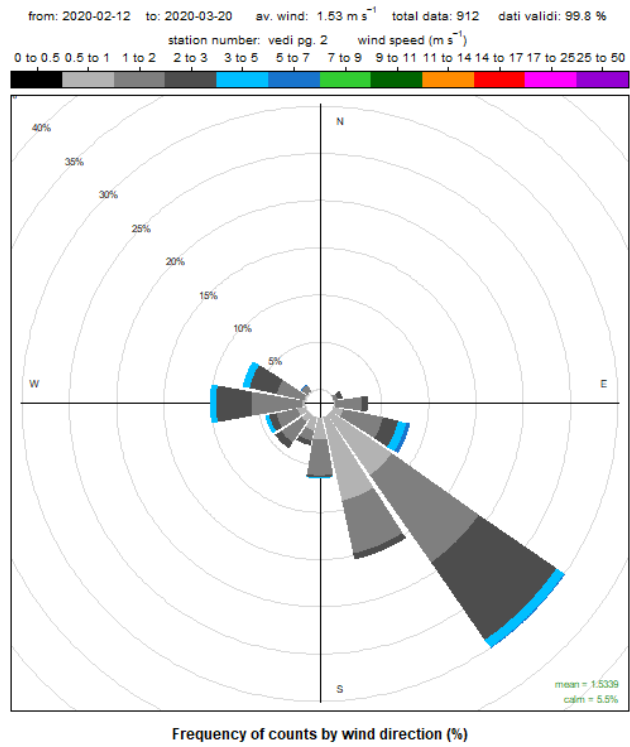 from: 2020-02-12 to: 2020-03-20 av. wind: 1.53 m s⁻¹ total data: 912 dati validi: 99.8 %
station number: vedi pg. 2 wind speed (m s⁻¹)
0 to 0.5 0.5 to 1 1 to 2 2 to 3 3 to 5 5 to 7 7 to 9 9 to 11 11 to 14 14 to 17 17 to 25 25 to 90
N
40%
35%
30%
25%
20%
15%
10%
5%
W
E
S
mean = 1.5339
calm = 5.5%
Frequency of counts by wind direction (%)